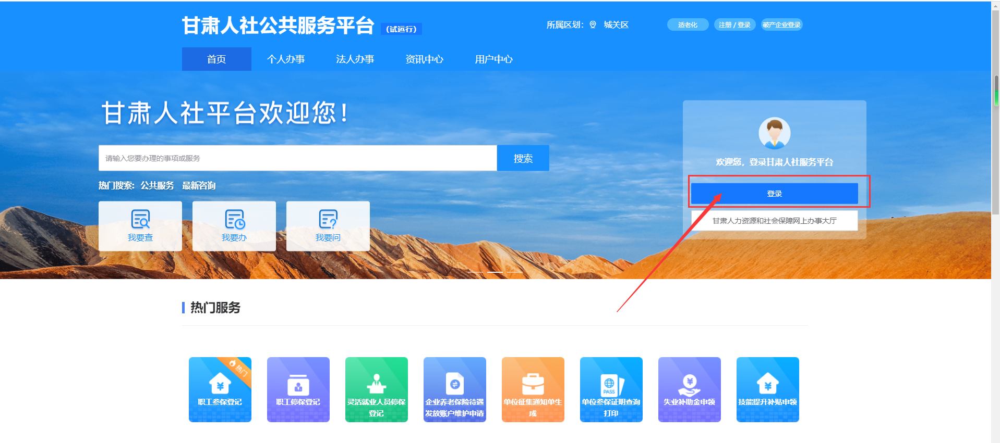 甘肃人社公共服务平台 (试运行)
所属区划： 城关区
适老化
注册 / 登录
破产企业登录
首页
个人办事
法人办事
资讯中心
用户中心
甘肃人社平台欢迎您！
请输入您要办理的事项或服务
搜索
热门搜索： 公共服务 最新咨询
我要查
我要办
我要问
欢迎您，登录甘肃人社服务平台
登录
甘肃人力资源和社会保障网上办事大厅
热门服务
热门
职工参保登记
职工停保登记
灵活就业人员停保
登记
企业养老保险待遇
发放账户维护申请
单位征集通知单生
成
PASS
单位参保证明查询
打印
失业补助金申领
技能提升补贴申领